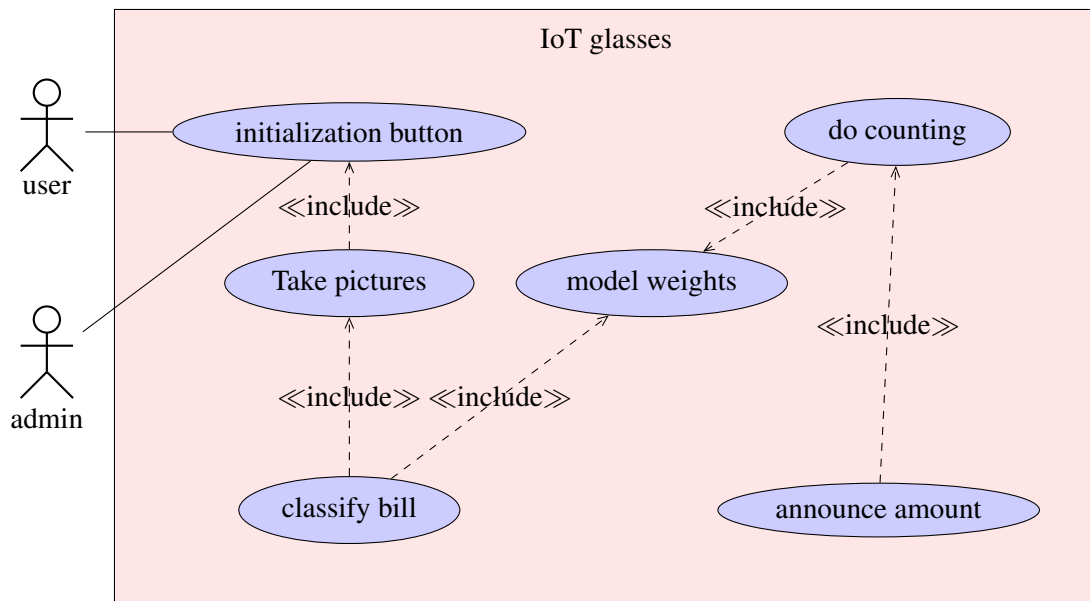 IoT glasses
initialization button
do counting
user
≪include≫
≪include≫
Take pictures
model weights
≪include≫
≪include≫
≪include≫
admin
classify bill
announce amount